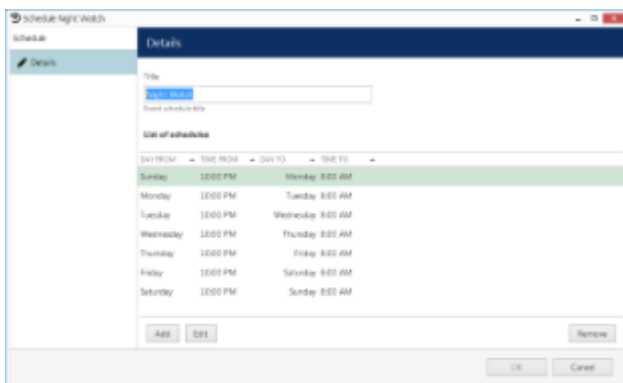 Schedule Night Watch
Schedule
Details
Details
Title
Night Watch
Event schedule title
List of schedules
DAY FROM TIME FROM DAY TO TIME TO
Sunday 10:00 PM Monday 8:00 AM
Monday 10:00 PM Tuesday 8:00 AM
Tuesday 10:00 PM Wednesday 8:00 AM
Wednesday 10:00 PM Thursday 8:00 AM
Thursday 10:00 PM Friday 8:00 AM
Friday 10:00 PM Saturday 8:00 AM
Saturday 10:00 PM Sunday 8:00 AM
Add Edit Remove
OK Cancel